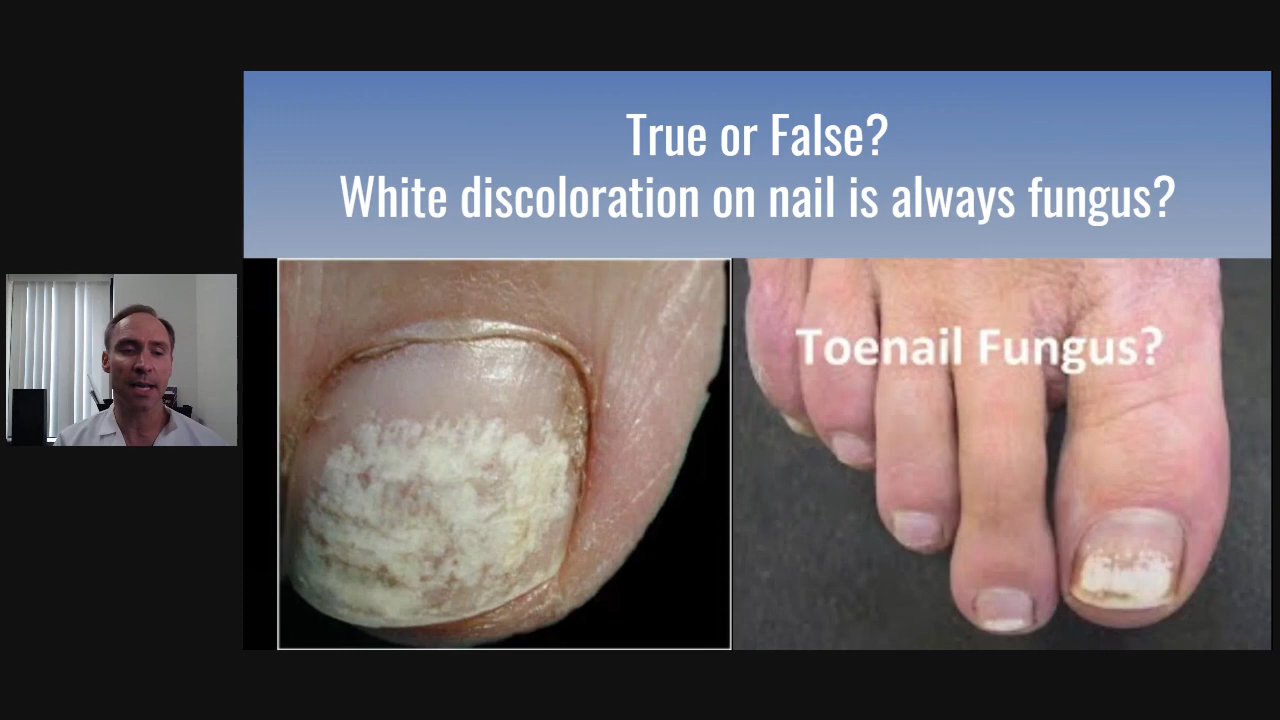 True or False?
White discoloration on nail is always fungus?
Toenail Fungus?